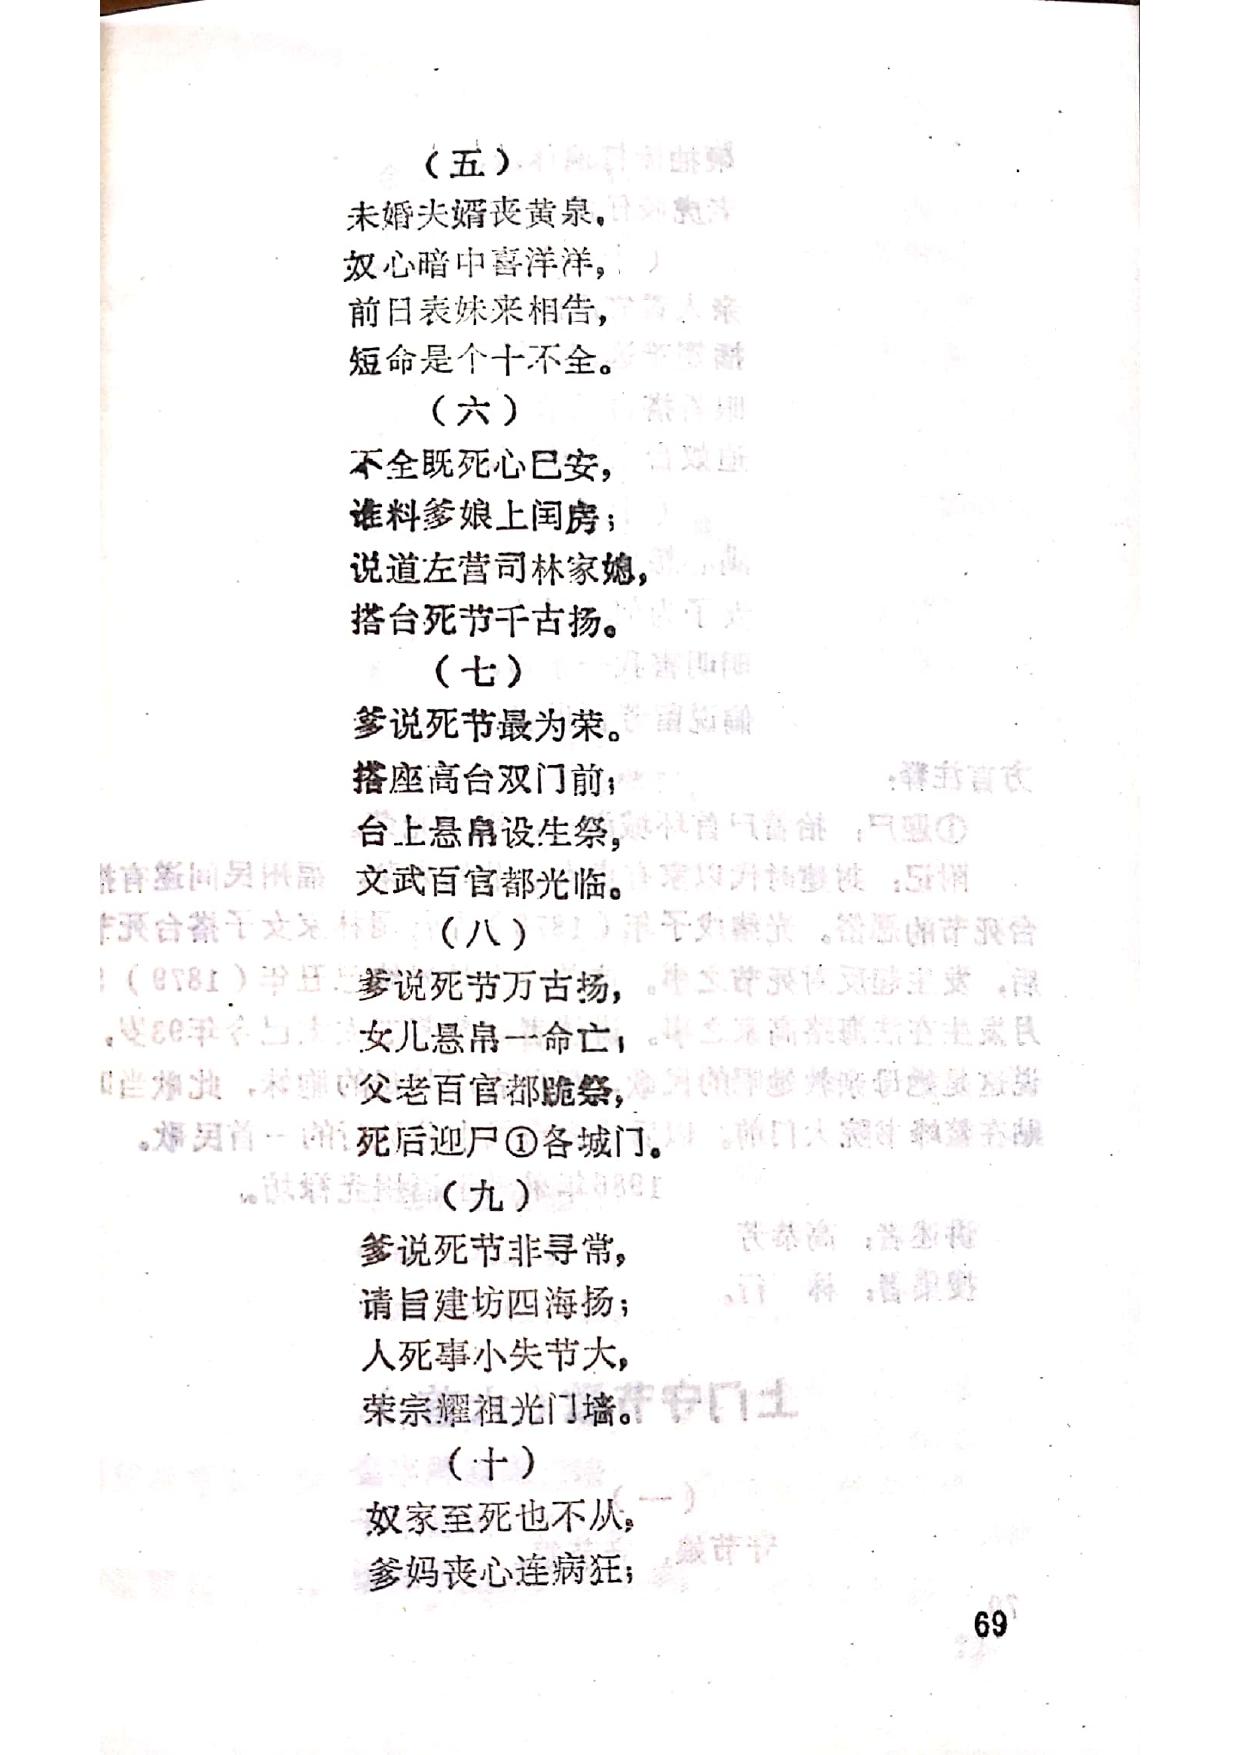 （五）
未婚夫婿丧黄泉，
奴心暗中喜洋洋，
前日表妹来相告，
短命是个十不全。
（六）
不全既死心已安，
谁料爹娘上闺房；
说道左营司林家媳，
搭台死节千古扬。
（七）
爹说死节最为荣。
搭座高台双门前；
台上悬帛设生祭，
文武百官都光临。
（八）
爹说死节万古扬，
女儿悬帛一命亡；
父老百官都跪祭，
死后迎尸①各城门。
（九）
爹说死节非寻常，
请旨建坊四海扬；
人死事小失节大，
荣宗耀祖光门墙。
（十）
奴家至死也不从，
爹妈丧心连病狂；
69